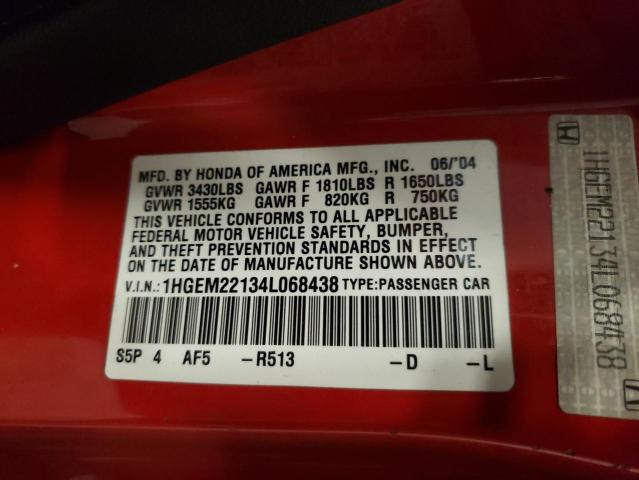 MFD. BY HONDA OF AMERICA MFG., INC. 06/'04
GVWR 3430LBS GAWR F 1810LBS R 1650LBS
GVWR 1555KG GAWR F 820KG R 750KG
THIS VEHICLE CONFORMS TO ALL APPLICABLE
FEDERAL MOTOR VEHICLE SAFETY, BUMPER,
AND THEFT PREVENTION STANDARDS IN EFFECT
ON THE DATE OF MANUFACTURE SHOWN ABOVE.
V.I.N.: 1HGEM22134L068438 TYPE:PASSENGER CAR
S5P 4 AF5 -R513 -D -L
1HGEM22134L068438